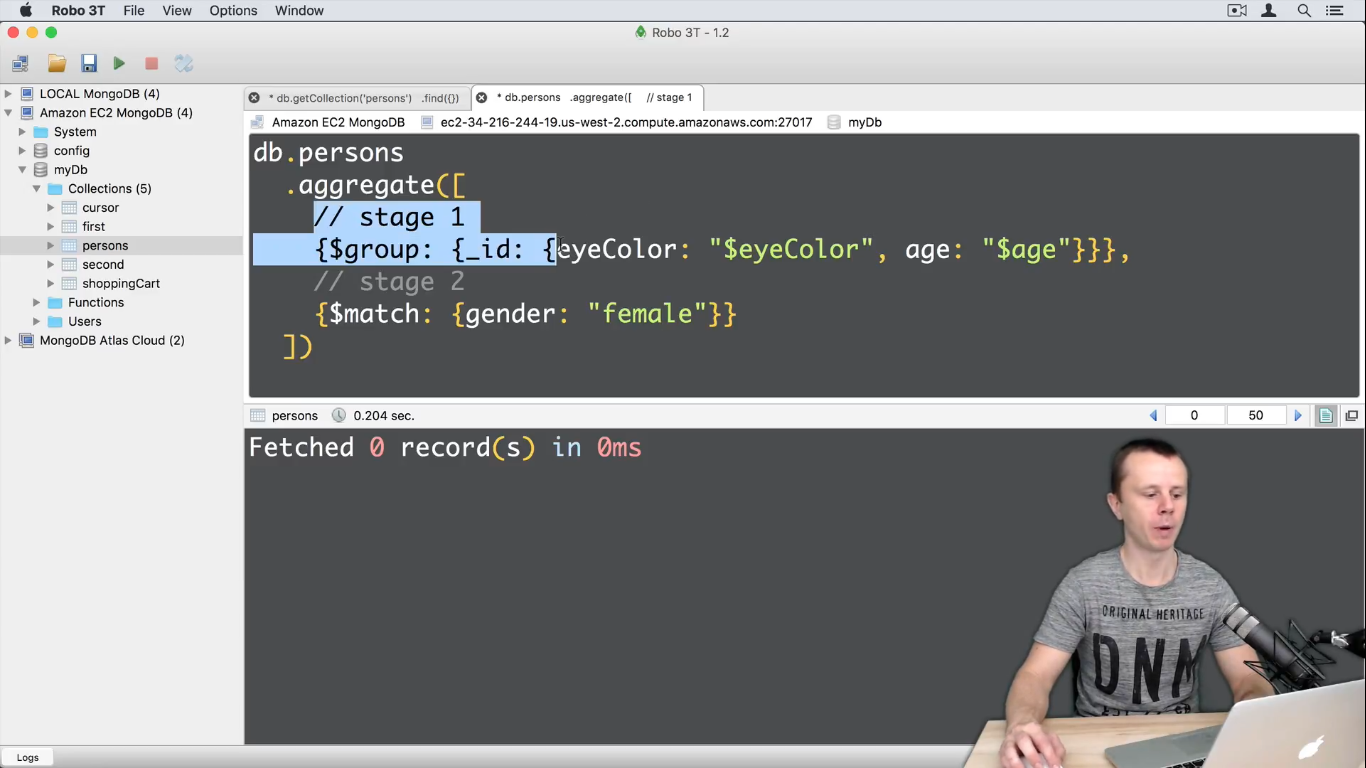 Robo 3T File View Options Window
Robo 3T - 1.2
LOCAL MongoDB (4)
Amazon EC2 MongoDB (4)
System
config
myDb
Collections (5)
cursor
first
persons
second
shoppingCart
Functions
Users
MongoDB Atlas Cloud (2)
* db.getCollection('persons') .find({})
* db.persons .aggregate([ // stage 1
Amazon EC2 MongoDB ec2-34-216-244-19.us-west-2.compute.amazonaws.com:27017 myDb
db.persons
.aggregate([
// stage 1
{$group: {_id: {eyeColor: "$eyeColor", age: "$age"}}},
// stage 2
{$match: {gender: "female"}}
])
persons 0.204 sec. 0 50
Fetched 0 record(s) in 0ms
ORIGINAL HERITAGE
DNM
Logs